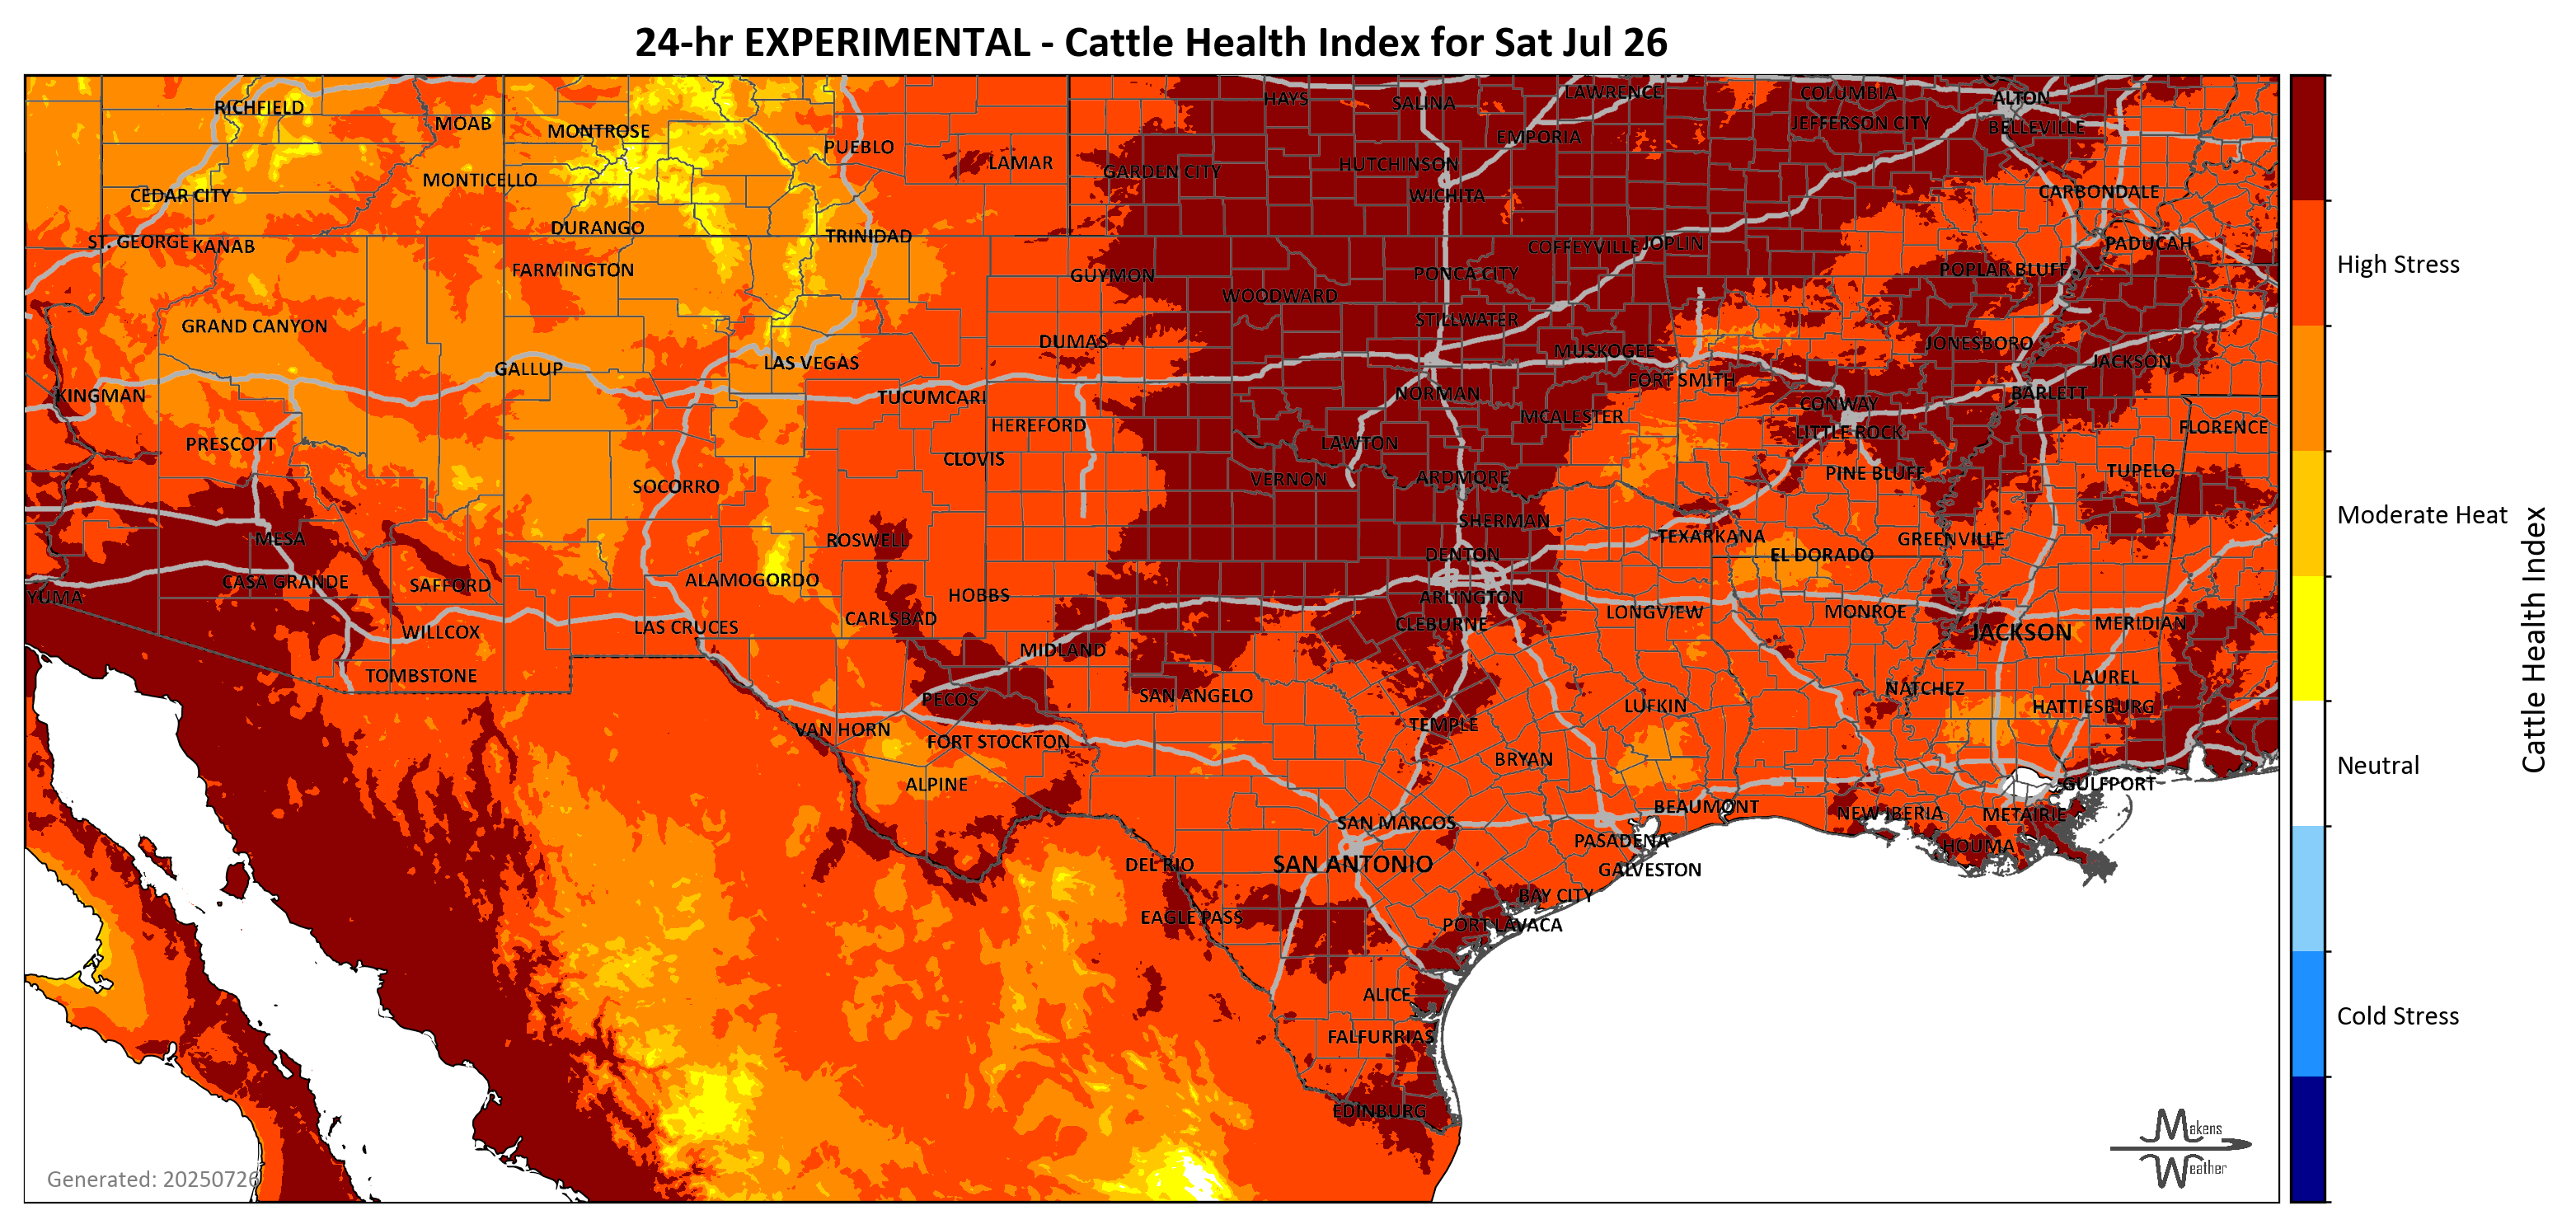 24-hr EXPERIMENTAL - Cattle Health Index for Sat Jul 26
RICHFIELD
MOAB
MONTROSE
PUEBLO
LAMAR
HAYS
SALINA
LAWRENCE
COLUMBIA
ALTON
JEFFERSON CITY
BELLEVILLE
EMPORIA
GARDEN CITY
HUTCHINSON
WICHITA
CARBONDALE
CEDAR CITY
MONTICELLO
ST. GEORGE
KANAB
DURANGO
TRINIDAD
COFFEYVILLE
JOPLIN
PADUCAH
High Stress
FARMINGTON
GUYMON
PONCA CITY
POPLAR BLUFF
WOODWARD
GRAND CANYON
STILLWATER
DUMAS
JONESBORO
GALLUP
LAS VEGAS
MUSKOGEE
JACKSON
KINGMAN
TUCUMCARI
NORMAN
FORT SMITH
BARLETT
CONWAY
PRESCOTT
HEREFORD
LAWTON
MCALESTER
LITTLE ROCK
FLORENCE
CLOVIS
VERNON
ARDMORE
PINE BLUFF
TUPELO
SOCORRO
SHERMAN
Moderate Heat
MESA
ROSWELL
DENTON
TEXARKANA
EL DORADO
GREENVILLE
YUMA
CASA GRANDE
SAFFORD
ALAMOGORDO
HOBBS
ARLINGTON
LONGVIEW
MONROE
WILLCOX
LAS CRUCES
CARLSBAD
CLEBURNE
JACKSON
MERIDIAN
Cattle Health Index
TOMBSTONE
MIDLAND
PECOS
SAN ANGELO
LUFKIN
NATCHEZ
LAUREL
HATTIESBURG
VAN HORN
FORT STOCKTON
TEMPLE
BRYAN
Neutral
ALPINE
GULFPORT
SAN MARCOS
BEAUMONT
NEW IBERIA
METAIRIE
DEL RIO
SAN ANTONIO
PASADENA
GALVESTON
HOUMA
EAGLE PASS
BAY CITY
PORT LAVACA
ALICE
FALFURRIAS
Cold Stress
EDINBURG
Makens
Weather
Generated: 20250726